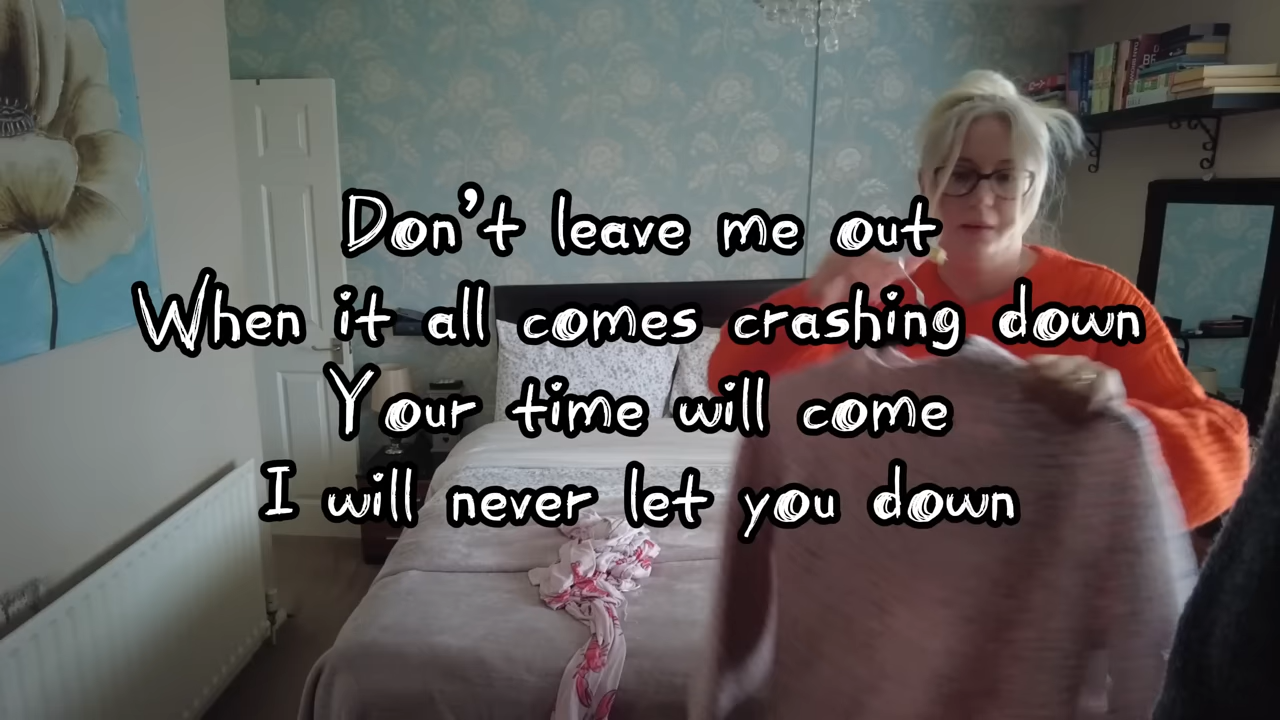 Don't leave me out
When it all comes crashing down
Your time will come
I will never let you down